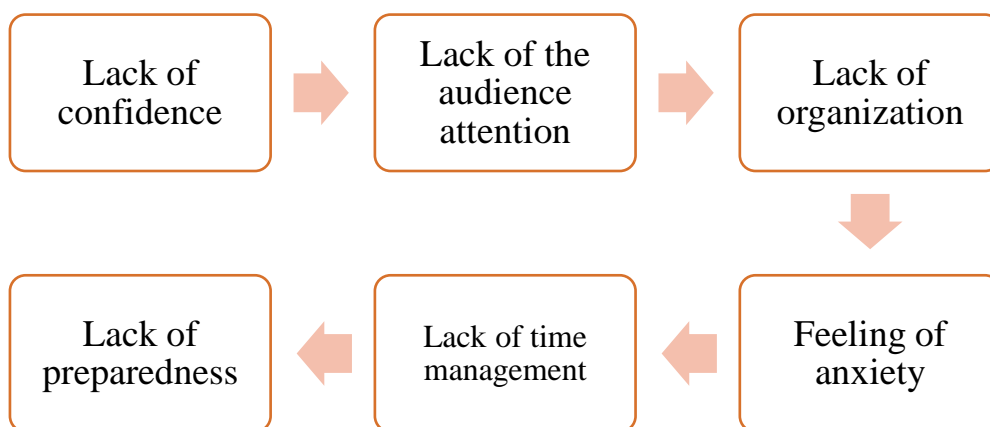 Lack of
confidence
Lack of the
audience
attention
Lack of
organization
Feeling of
anxiety
Lack of time
management
Lack of
preparedness